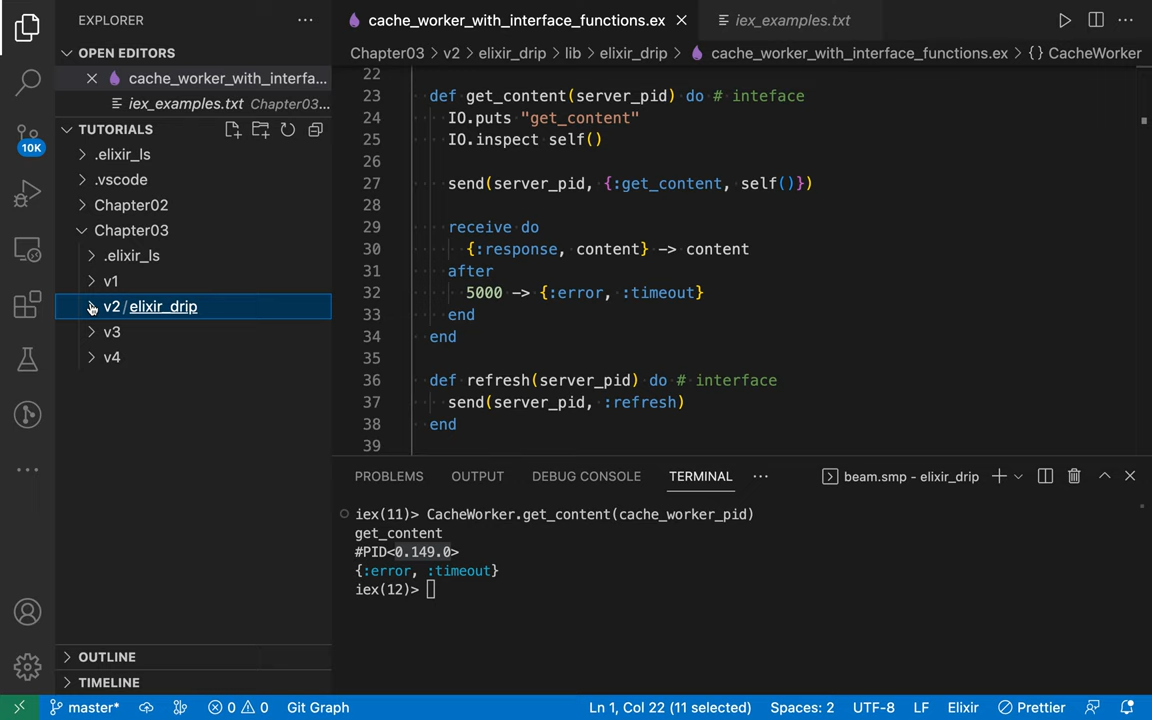 EXPLORER
OPEN EDITORS
cache_worker_with_interfa...
iex_examples.txt Chapter03...
TUTORIALS
.elixir_ls
.vscode
Chapter02
Chapter03
.elixir_ls
v1
v2 / elixir_drip
v3
v4
OUTLINE
TIMELINE
10K
cache_worker_with_interface_functions.ex
iex_examples.txt
Chapter03 > v2 > elixir_drip > lib > elixir_drip > cache_worker_with_interface_functions.ex > {} CacheWorker
22
23 def get_content(server_pid) do # inteface
24 IO.puts "get_content"
25 IO.inspect self()
26
27 send(server_pid, {:get_content, self()})
28
29 receive do
30 {:response, content} -> content
31 after
32 5000 -> {:error, :timeout}
33 end
34 end
35
36 def refresh(server_pid) do # interface
37 send(server_pid, :refresh)
38 end
39
PROBLEMS OUTPUT DEBUG CONSOLE TERMINAL ... beam.smp - elixir_drip
iex(11)> CacheWorker.get_content(cache_worker_pid)
get_content
#PID<0.149.0>
{:error, :timeout}
iex(12)>
master* 0 0 Git Graph Ln 1, Col 22 (11 selected) Spaces: 2 UTF-8 LF Elixir Prettier